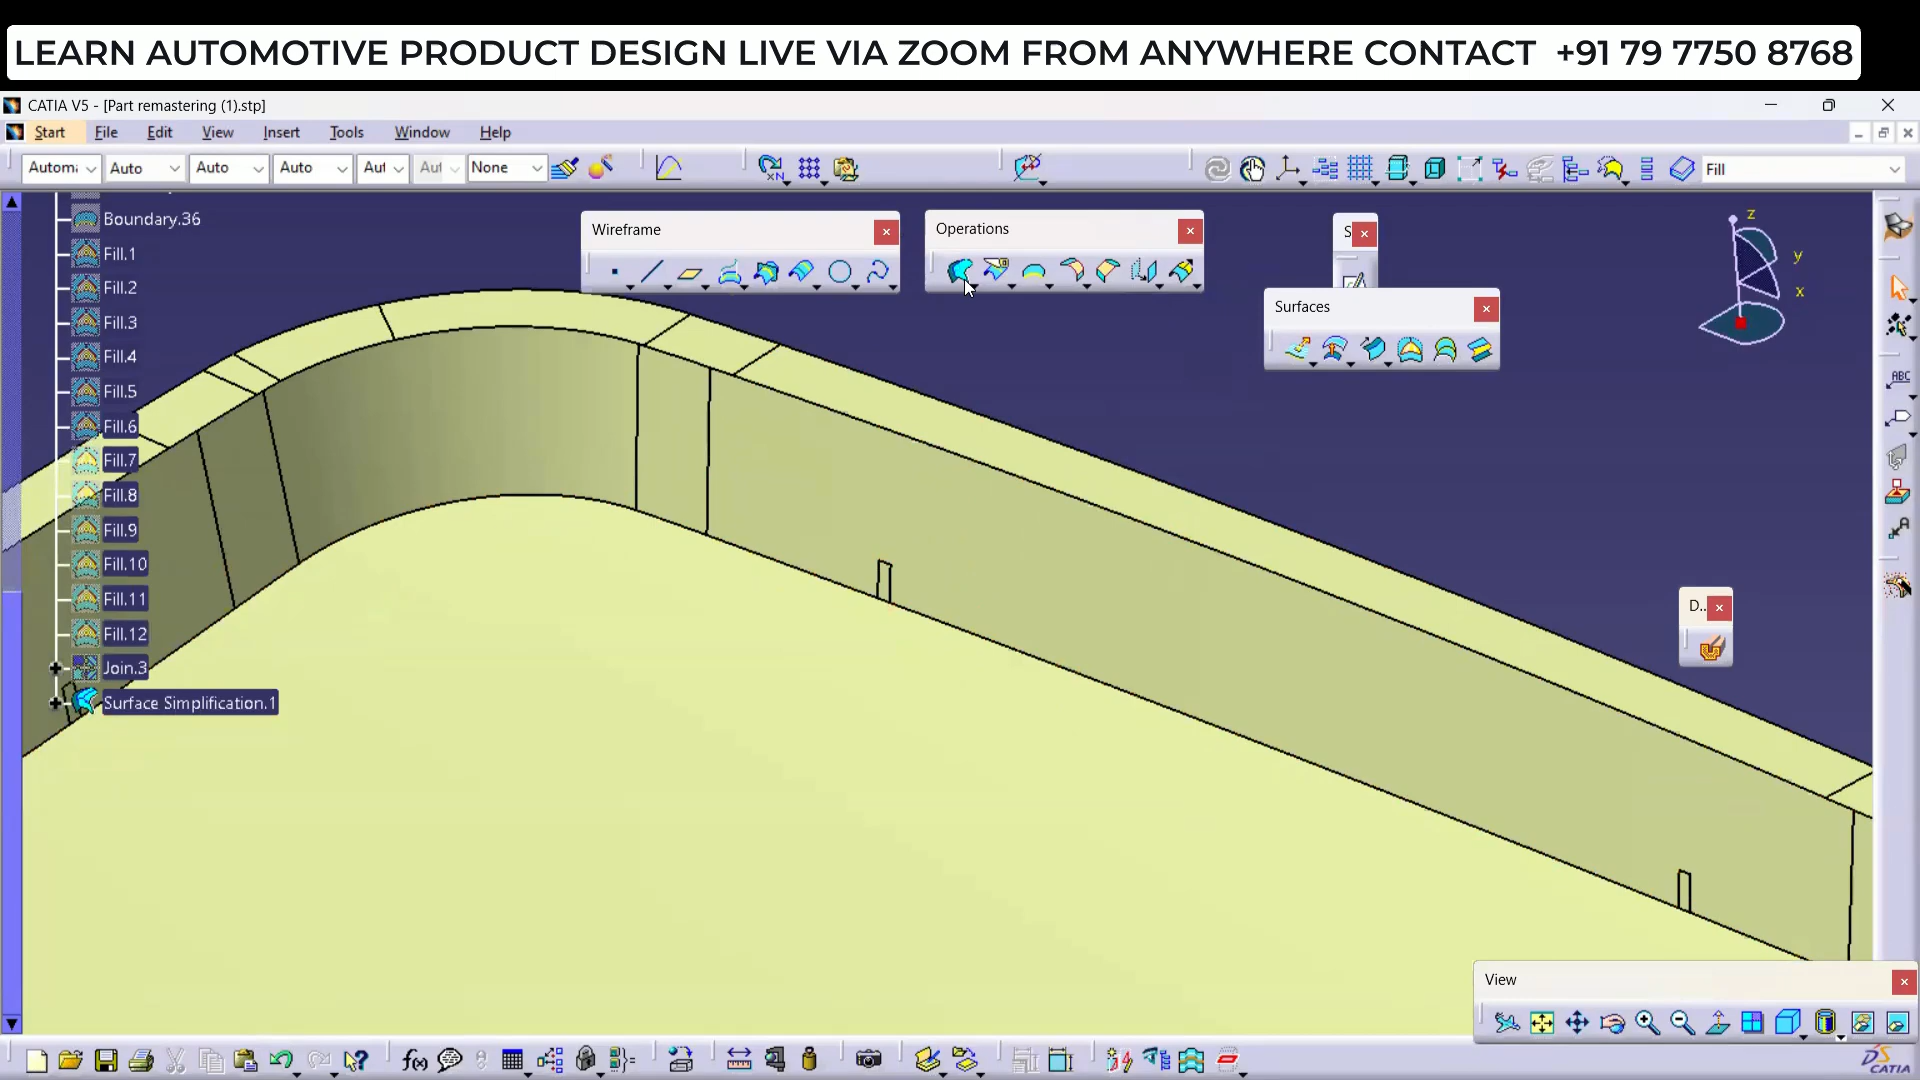 LEARN AUTOMOTIVE PRODUCT DESIGN LIVE VIA ZOOM FROM ANYWHERE CONTACT +91 79 7750 8768
CATIA V5 - [Part remastering (1).stp]
Start File Edit View Insert Tools Window Help
Auto Auto Auto Aut Aut None Fill
Boundary.36
Fill.1
Fill.2
Fill.3
Fill.4
Fill.5
Fill.6
Fill.7
Fill.8
Fill.9
Fill.10
Fill.11
Fill.12
Join.3
Surface Simplification.1
Wireframe
Operations
S
Surfaces
z
y
x
ABC
D..
View
f(x)
CATIA